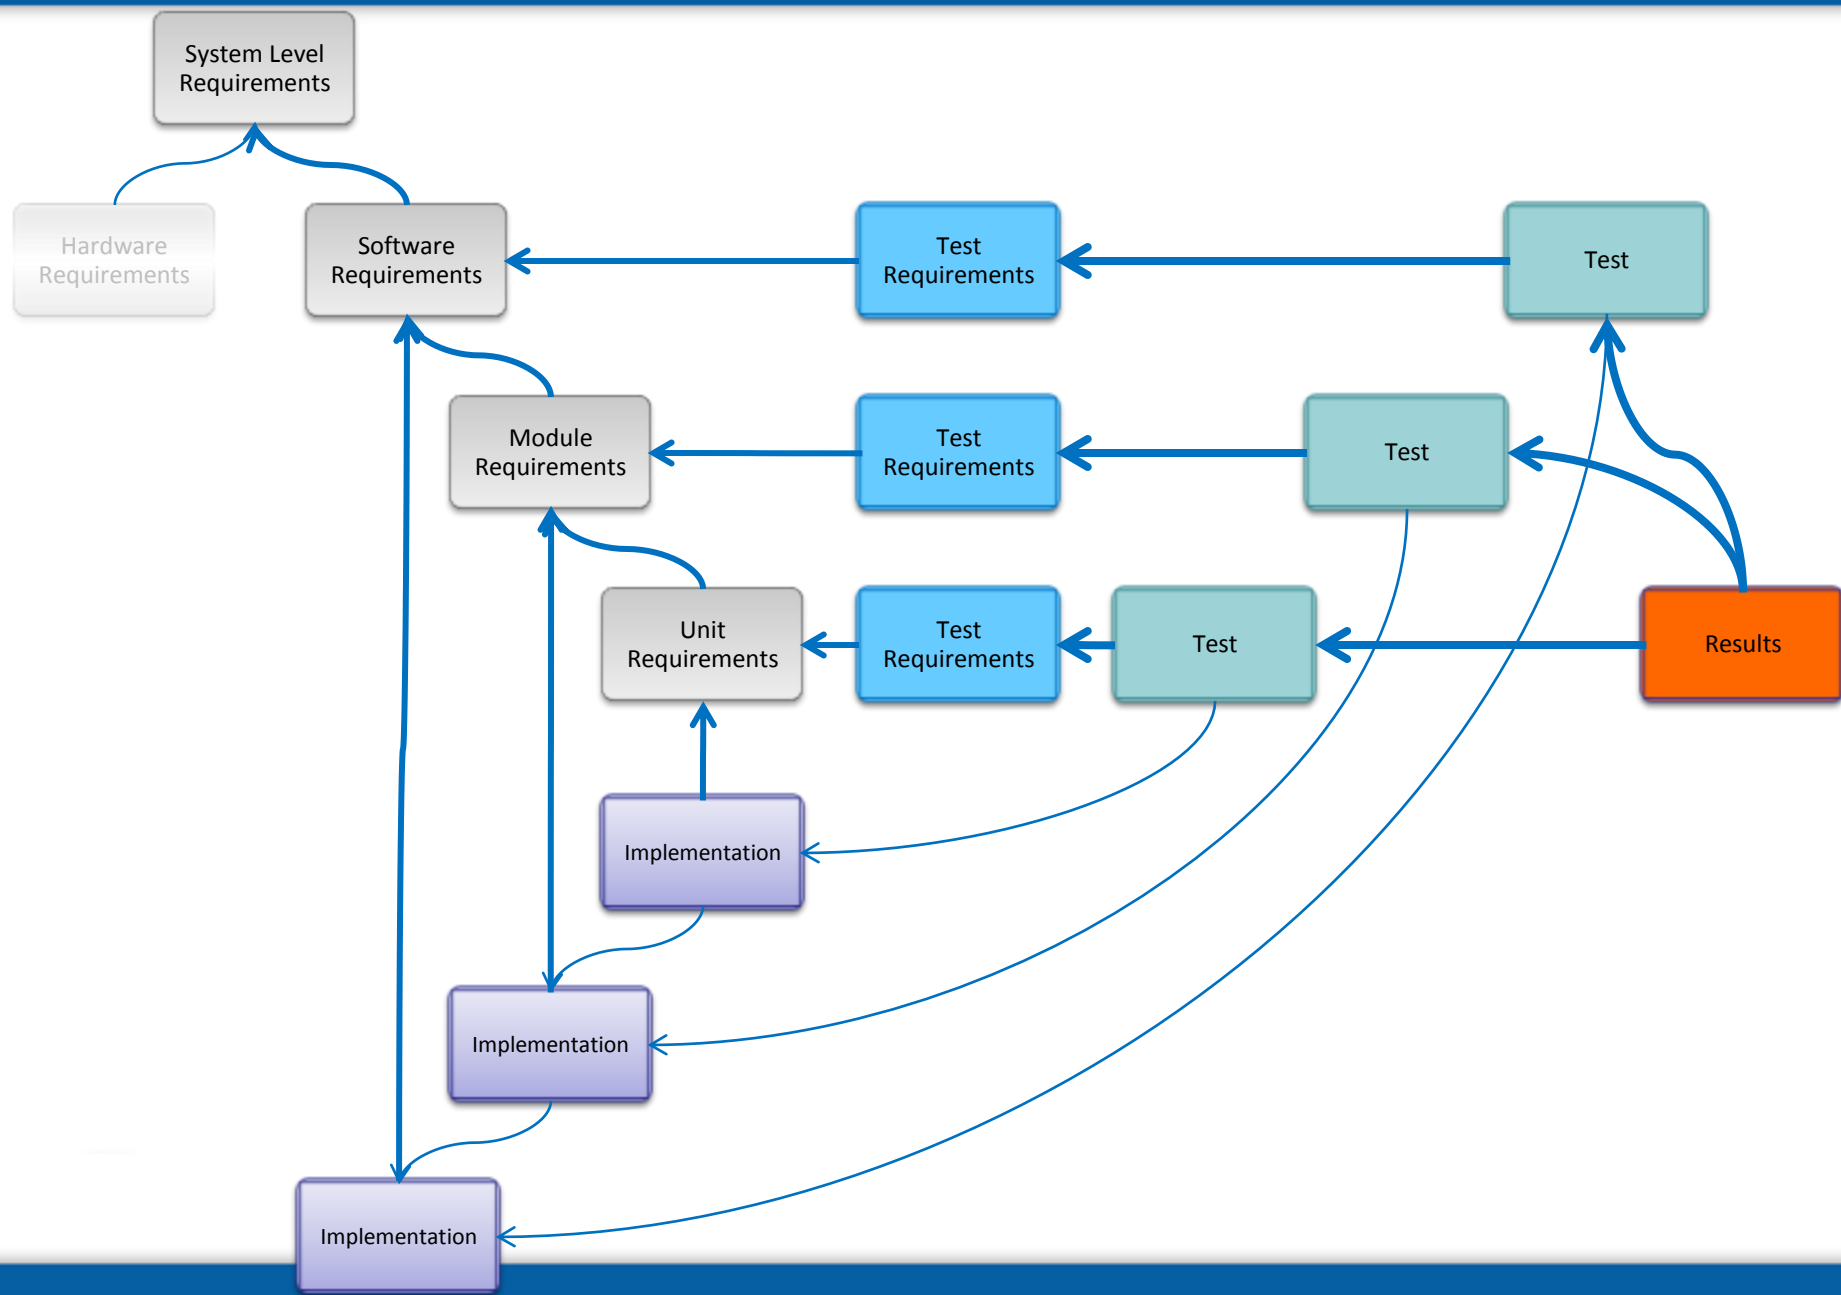 System Level
Requirements
Hardware
Requirements
Software
Requirements
Test
Requirements
Test
Module
Requirements
Test
Requirements
Test
Unit
Requirements
Test
Requirements
Test
Results
Implementation
Implementation
Implementation